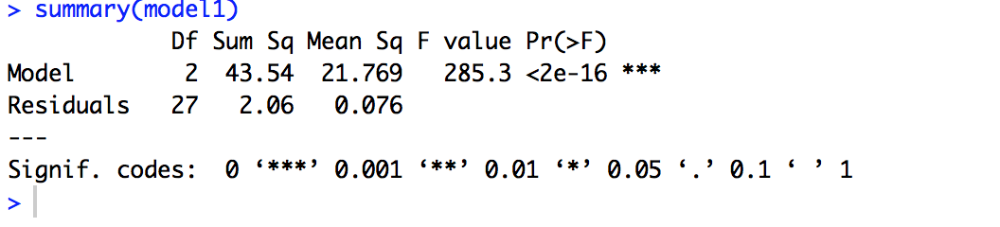 > summary(model1)
            Df Sum Sq Mean Sq F value Pr(>F)
Model        2  43.54  21.769   285.3 <2e-16 ***
Residuals   27   2.06   0.076
---
Signif. codes:  0 ‘***’ 0.001 ‘**’ 0.01 ‘*’ 0.05 ‘.’ 0.1 ‘ ’ 1
>